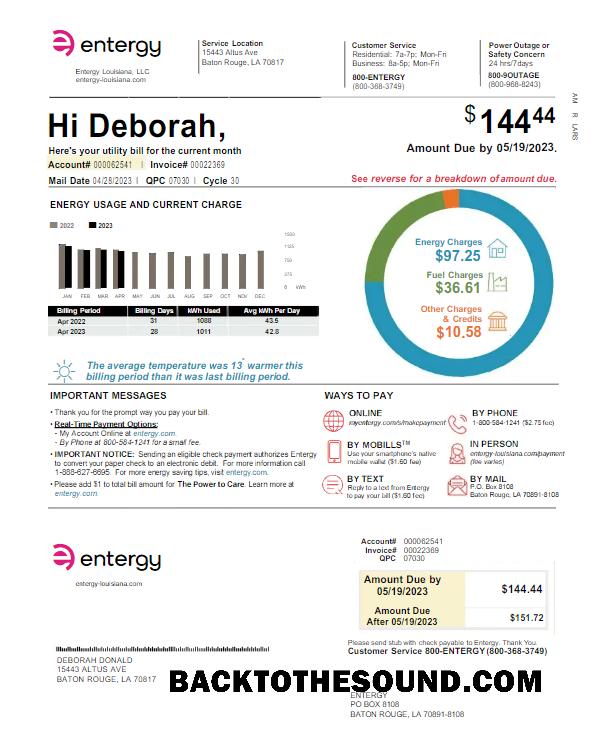 entergy
Entergy Louisiana, LLC
entergy-louisiana.com
Service Location
15443 Altus Ave
Baton Rouge, LA 70817
Customer Service
Residential: 7a-7p; Mon-Fri
Business: 8a-5p; Mon-Fri
800-ENTERGY
(800-368-3749)
Power Outage or
Safety Concern
24 hrs/7days
800-9OUTAGE
(800-968-8243)
AM R LARS
Hi Deborah,
Here's your utility bill for the current month
Account# 000062541 | Invoice# 00022369
Mail Date 04/28/2023 | QPC 07030 | Cycle 30
$14444
Amount Due by 05/19/2023.
See reverse for a breakdown of amount due.
ENERGY USAGE AND CURRENT CHARGE
2022 2023
1500
1125
750
375
0 kWh
JAN FEB MAR APR MAY JUN JUL AUG SEP OCT NOV DEC
Billing Period Billing Days kWh Used Avg kWh Per Day
Apr 2022 31 1088 43.5
Apr 2023 28 1011 42.8
The average temperature was 13° warmer this
billing period than it was last billing period.
Energy Charges
$97.25
Fuel Charges
$36.61
Other Charges
& Credits
$10.58
IMPORTANT MESSAGES
• Thank you for the prompt way you pay your bill.
• Real-Time Payment Options:
- My Account Online at entergy.com.
- By Phone at 800-584-1241 for a small fee.
• IMPORTANT NOTICE: Sending an eligible check payment authorizes Entergy
to convert your paper check to an electronic debit. For more information call
1-888-627-6695. For more energy saving tips, visit entergy.com.
• Please add $1 to total bill amount for The Power to Care. Learn more at
entergy.com.
WAYS TO PAY
ONLINE
myentergy.com/s/makepayment
BY PHONE
1-800-584-1241 ($2.75 fee)
BY MOBILLS™
Use your smartphone's native
mobile wallet ($1.60 fee)
IN PERSON
entergy-louisiana.com/payment
(fee varies)
BY TEXT
Reply to a text from Entergy
to pay your bill ($1.60 fee)
BY MAIL
P.O. Box 8108
Baton Rouge, LA 70891-8108
entergy
entergy-louisiana.com
Account# 000062541
Invoice# 00022369
QPC 07030
Amount Due by
05/19/2023
$144.44
Amount Due
After 05/19/2023
$151.72
Please send stub with check payable to Entergy. Thank You.
Customer Service 800-ENTERGY (800-368-3749)
DEBORAH DONALD
15443 ALTUS AVE
BATON ROUGE, LA 70817
BACKTOTHESOUND.COM
ENTERGY
PO BOX 8108
BATON ROUGE, LA 70891-8108